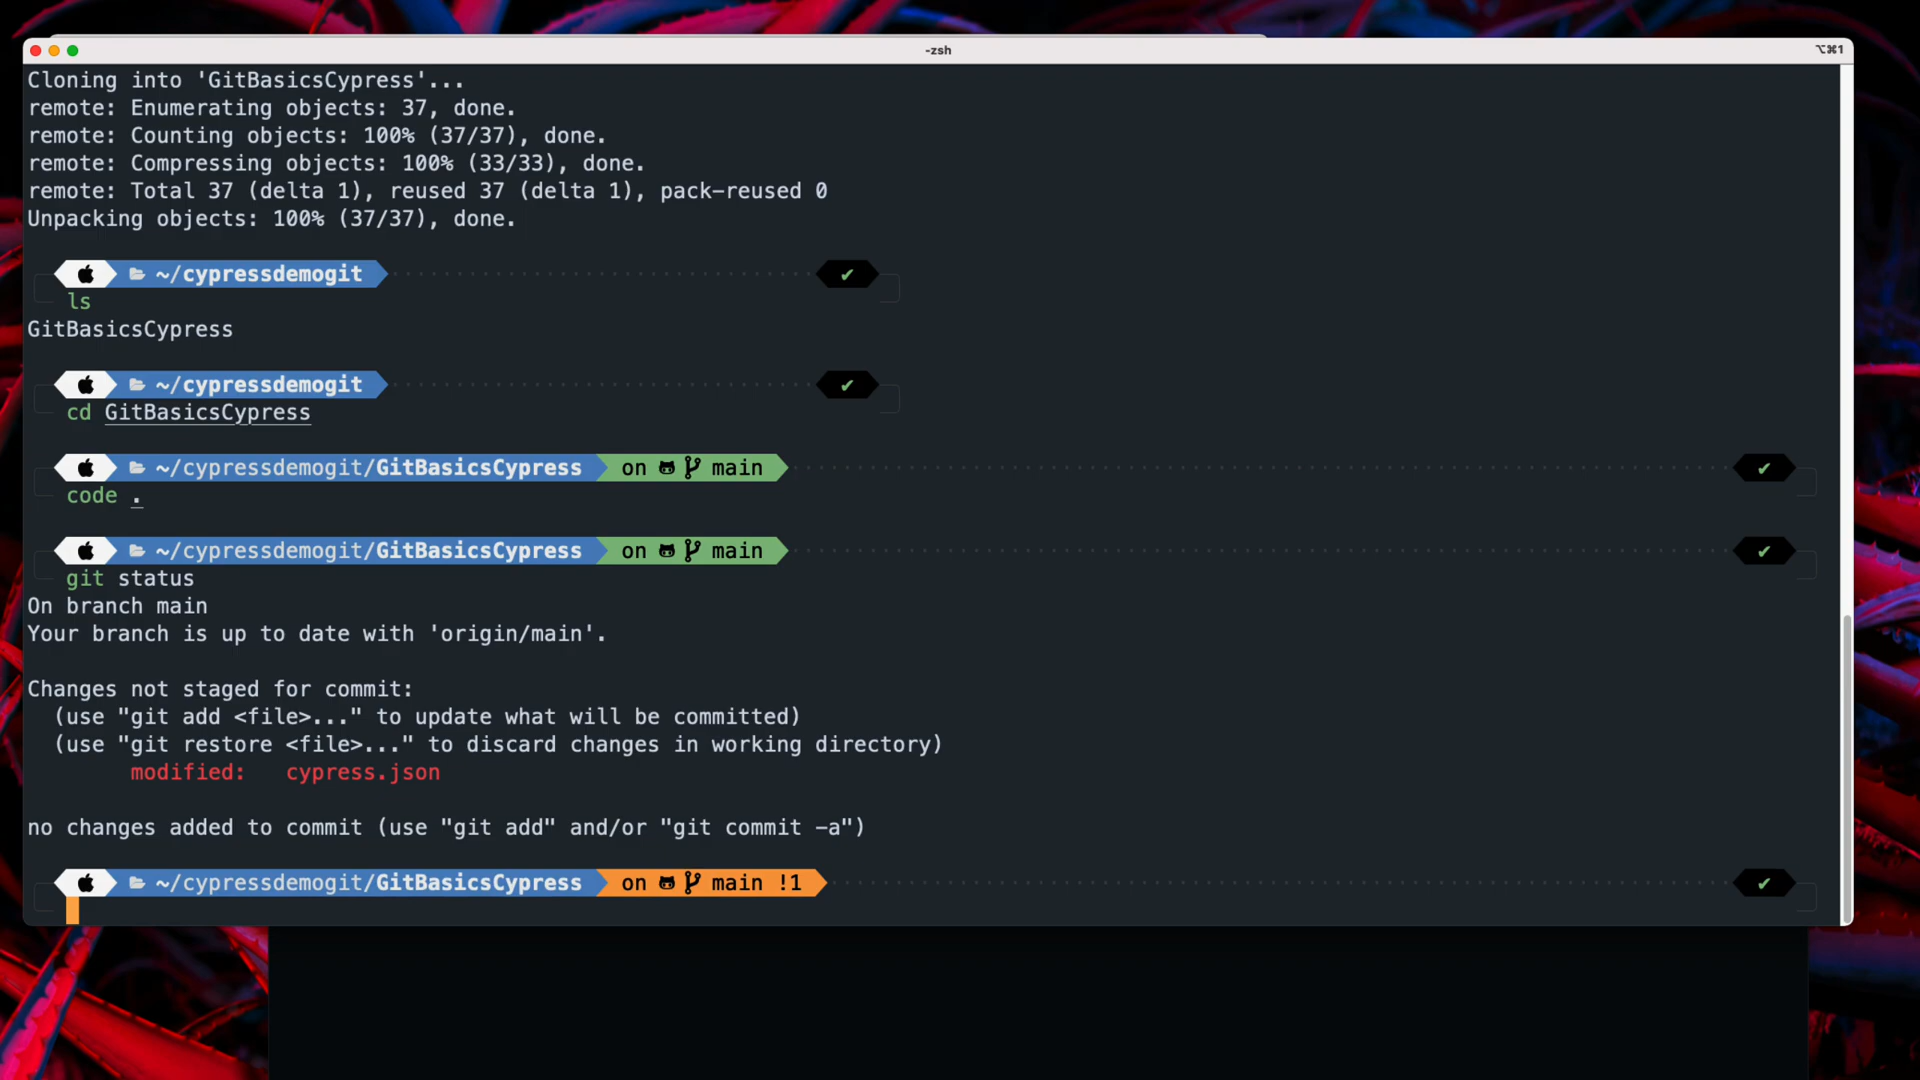 -zsh
⌥⌘1
Cloning into 'GitBasicsCypress'...
remote: Enumerating objects: 37, done.
remote: Counting objects: 100% (37/37), done.
remote: Compressing objects: 100% (33/33), done.
remote: Total 37 (delta 1), reused 37 (delta 1), pack-reused 0
Unpacking objects: 100% (37/37), done.
~/cypressdemogit ✔
ls
GitBasicsCypress
~/cypressdemogit ✔
cd GitBasicsCypress
~/cypressdemogit/GitBasicsCypress on main ✔
code .
~/cypressdemogit/GitBasicsCypress on main ✔
git status
On branch main
Your branch is up to date with 'origin/main'.
Changes not staged for commit:
(use "git add <file>..." to update what will be committed)
(use "git restore <file>..." to discard changes in working directory)
modified: cypress.json
no changes added to commit (use "git add" and/or "git commit -a")
~/cypressdemogit/GitBasicsCypress on main !1 ✔